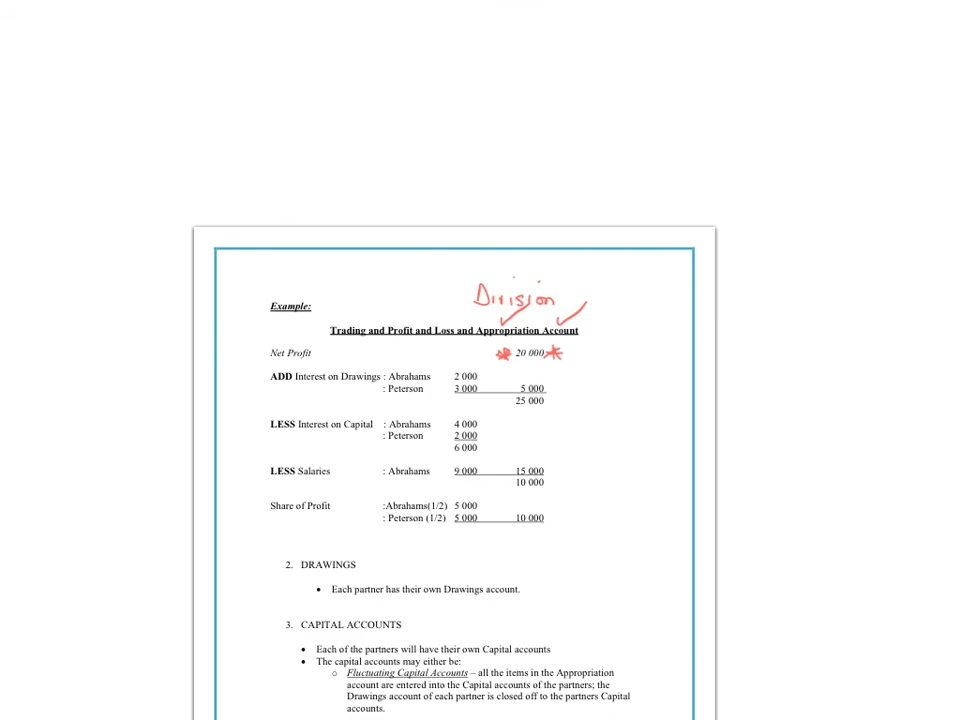 Division
Example:
Trading and Profit and Loss and Appropriation Account
Net Profit 20 000
ADD Interest on Drawings : Abrahams 2 000
: Peterson 3 000 5 000
25 000
LESS Interest on Capital : Abrahams 4 000
: Peterson 2 000
6 000
LESS Salaries : Abrahams 9 000 15 000
10 000
Share of Profit :Abrahams(1/2) 5 000
: Peterson (1/2) 5 000 10 000
2. DRAWINGS
• Each partner has their own Drawings account.
3. CAPITAL ACCOUNTS
• Each of the partners will have their own Capital accounts
• The capital accounts may either be:
o Fluctuating Capital Accounts – all the items in the Appropriation
account are entered into the Capital accounts of the partners; the
Drawings account of each partner is closed off to the partners Capital
accounts.